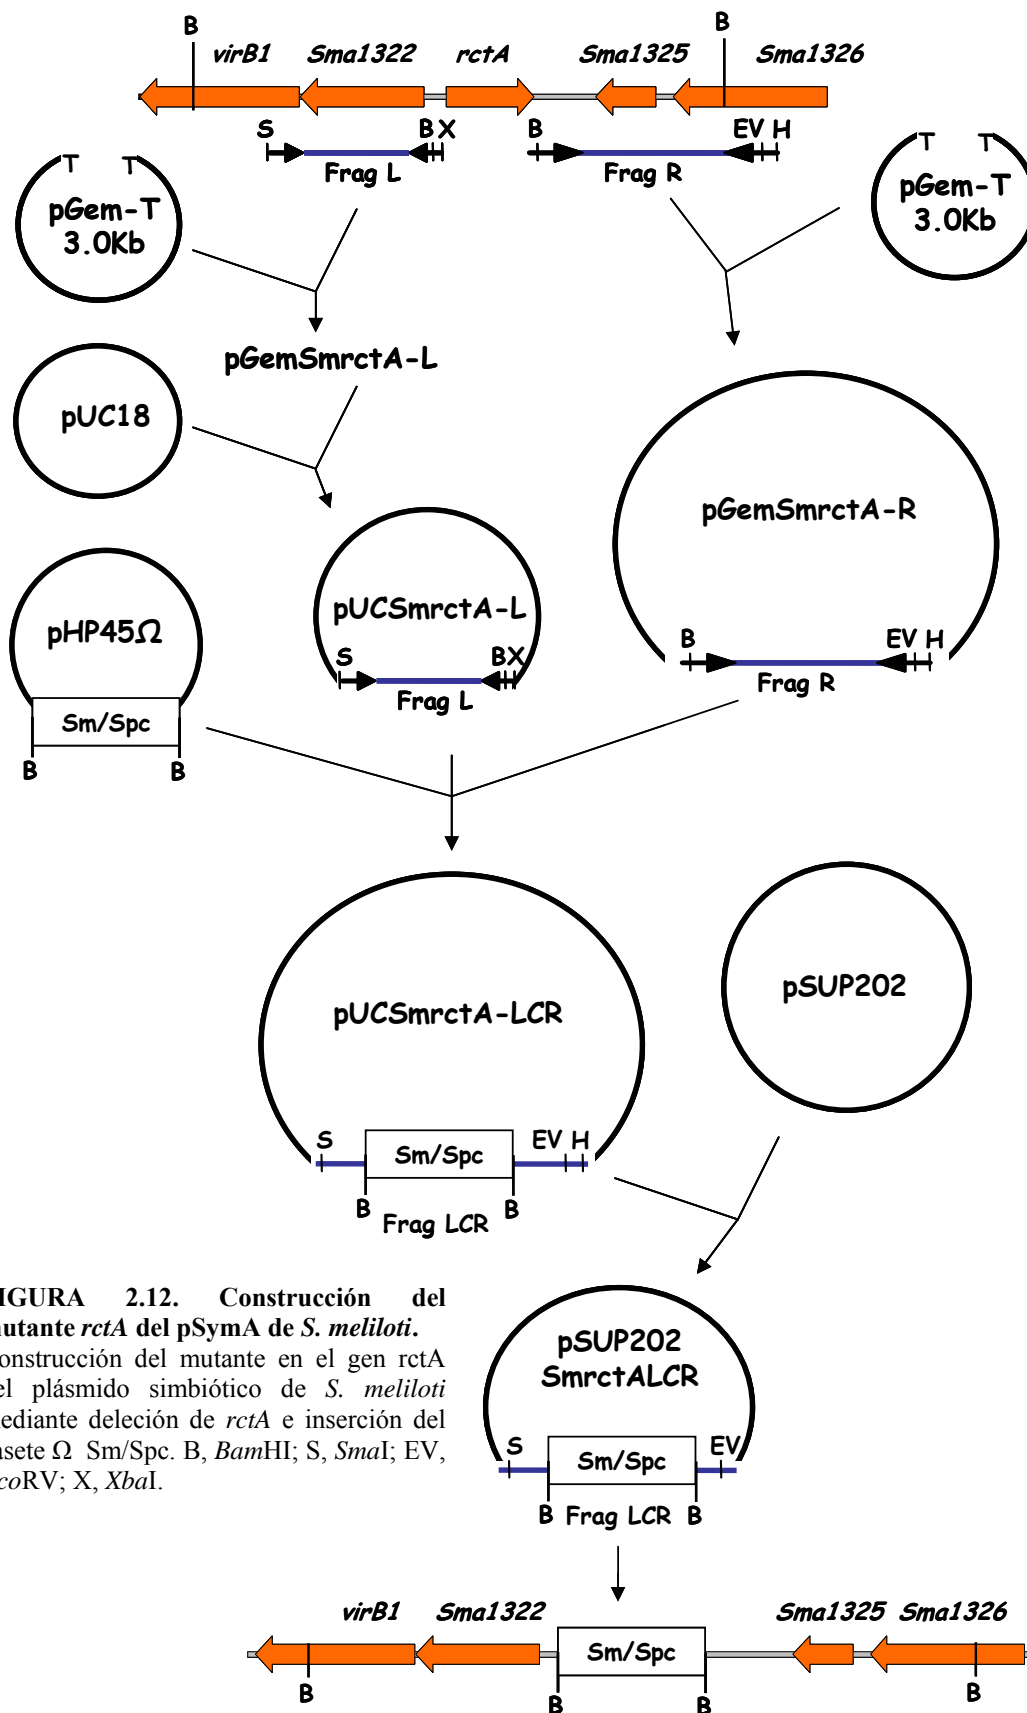 B
virB1 Sma1322 rctA Sma1325 Sma1326
S B X B EV H
Frag L Frag R
T T
pGem-T
3.0Kb
T T
pGem-T
3.0Kb
pGemSmrctA-L
pUC18
pGemSmrctA-R
B EV H
Frag R
pUCSmrctA-L
S B X
Frag L
pHP45Ω
Sm/Spc
B B
pUCSmrctA-LCR
S EV H
Sm/Spc
B B
Frag LCR
pSUP202
IGURA 2.12. Construcción del
utante rctA del pSymA de S. meliloti.
onstrucción del mutante en el gen rctA
el plásmido simbiótico de S. meliloti
ediante deleción de rctA e inserción del
asete Ω Sm/Spc. B, BamHI; S, SmaI; EV,
coRV; X, XbaI.
pSUP202
SmrctALCR
S EV
Sm/Spc
B Frag LCR B
virB1 Sma1322 Sma1325 Sma1326
Sm/Spc
B B B B